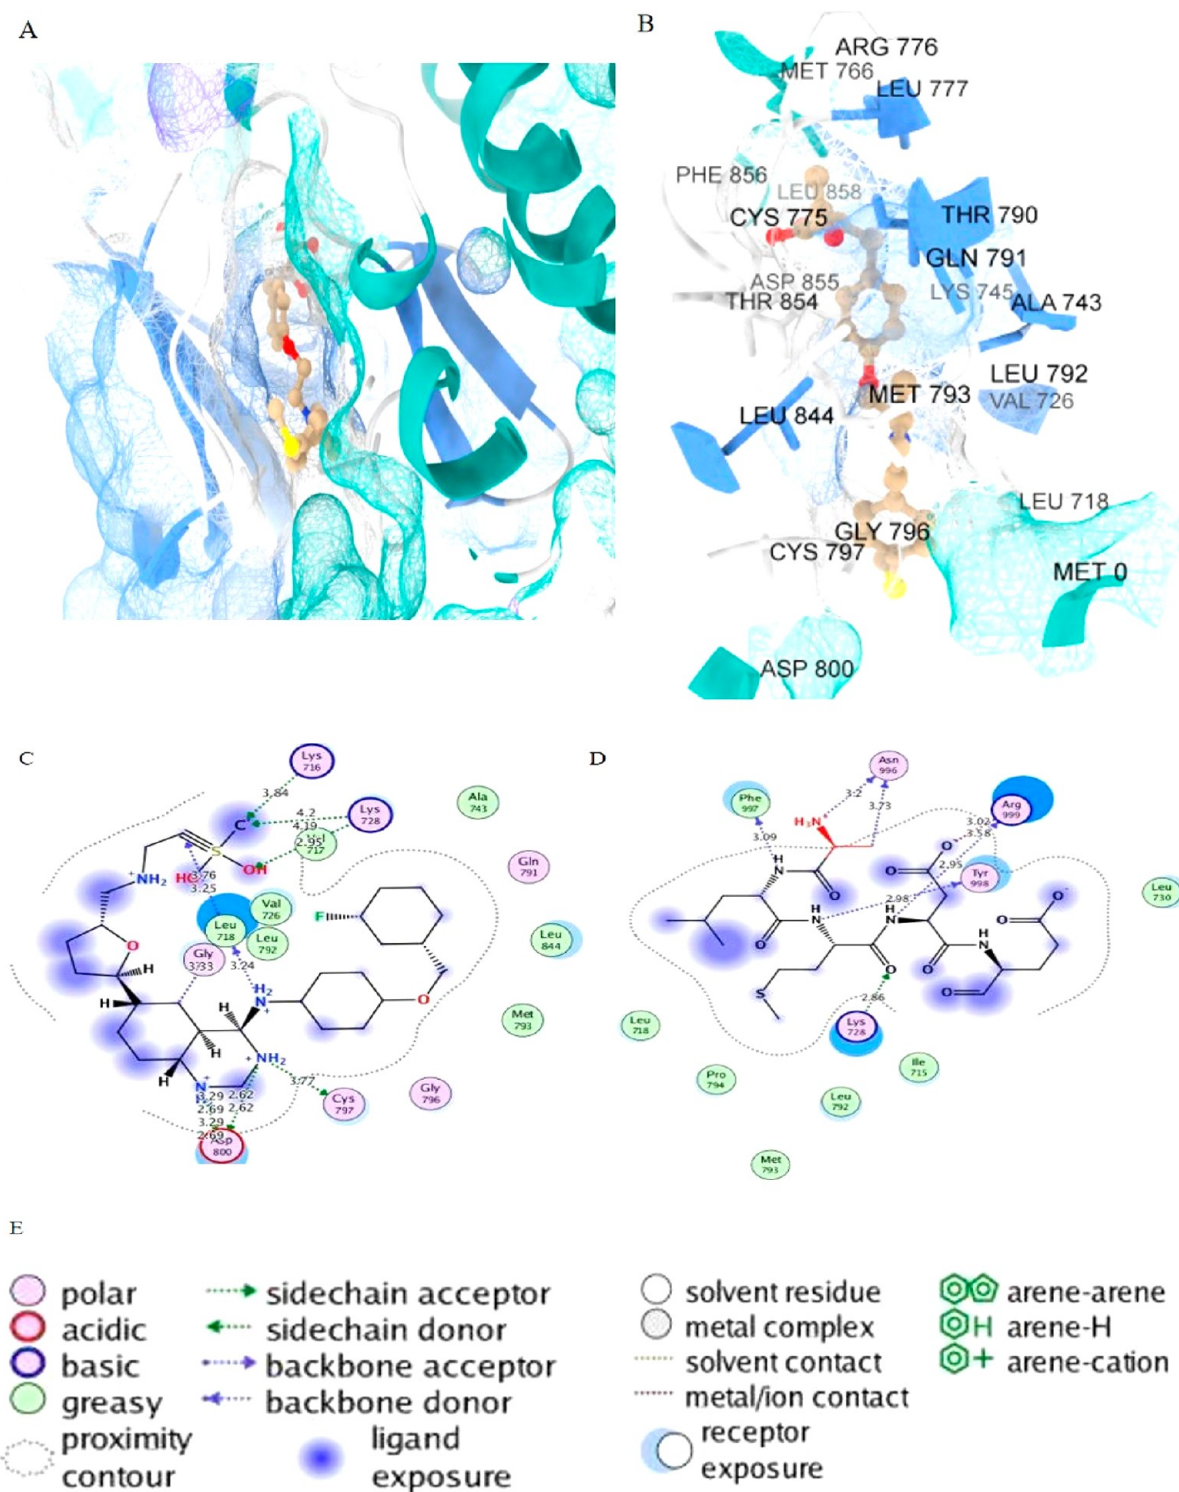 A
B
ARG 776
MET 766
LEU 777
PHE 856
LEU 858
CYS 775
THR 790
GLN 791
ASP 855
LYS 745
THR 854
ALA 743
LEU 792
MET 793
VAL 726
LEU 844
LEU 718
GLY 796
CYS 797
MET 0
ASP 800
C
Lys
716
3.84
Lys
728
4.2
4.19
2.95
717
Ala
743
C
S
OH
HO
NH2
+
3.76
3.25
Gln
791
Val
726
Leu
718
Leu
792
Gly
3.24
F
Leu
844
O
H
H
H2
N
+
O
H
H
H
NH2
+
N
+
Met
793
3.77
Cys
797
Gly
796
3.29
2.62
2.69
2.62
3.29
2.69
Asp
800
D
Asn
996
Phe
997
3.2
3.73
H3N
Arg
999
3.02
3.58
3.09
2.95
Tyr
998
2.98
H
N
O
O
O
O
H
N
H
N
H
N
O
O
O
O
S
2.86
Lys
728
Leu
730
Leu
718
Pro
794
Leu
792
Ile
715
Met
793
E
polar
acidic
basic
greasy
proximity
contour
sidechain acceptor
sidechain donor
backbone acceptor
backbone donor
ligand
exposure
solvent residue
metal complex
solvent contact
metal/ion contact
receptor
exposure
arene-arene
H arene-H
+ arene-cation